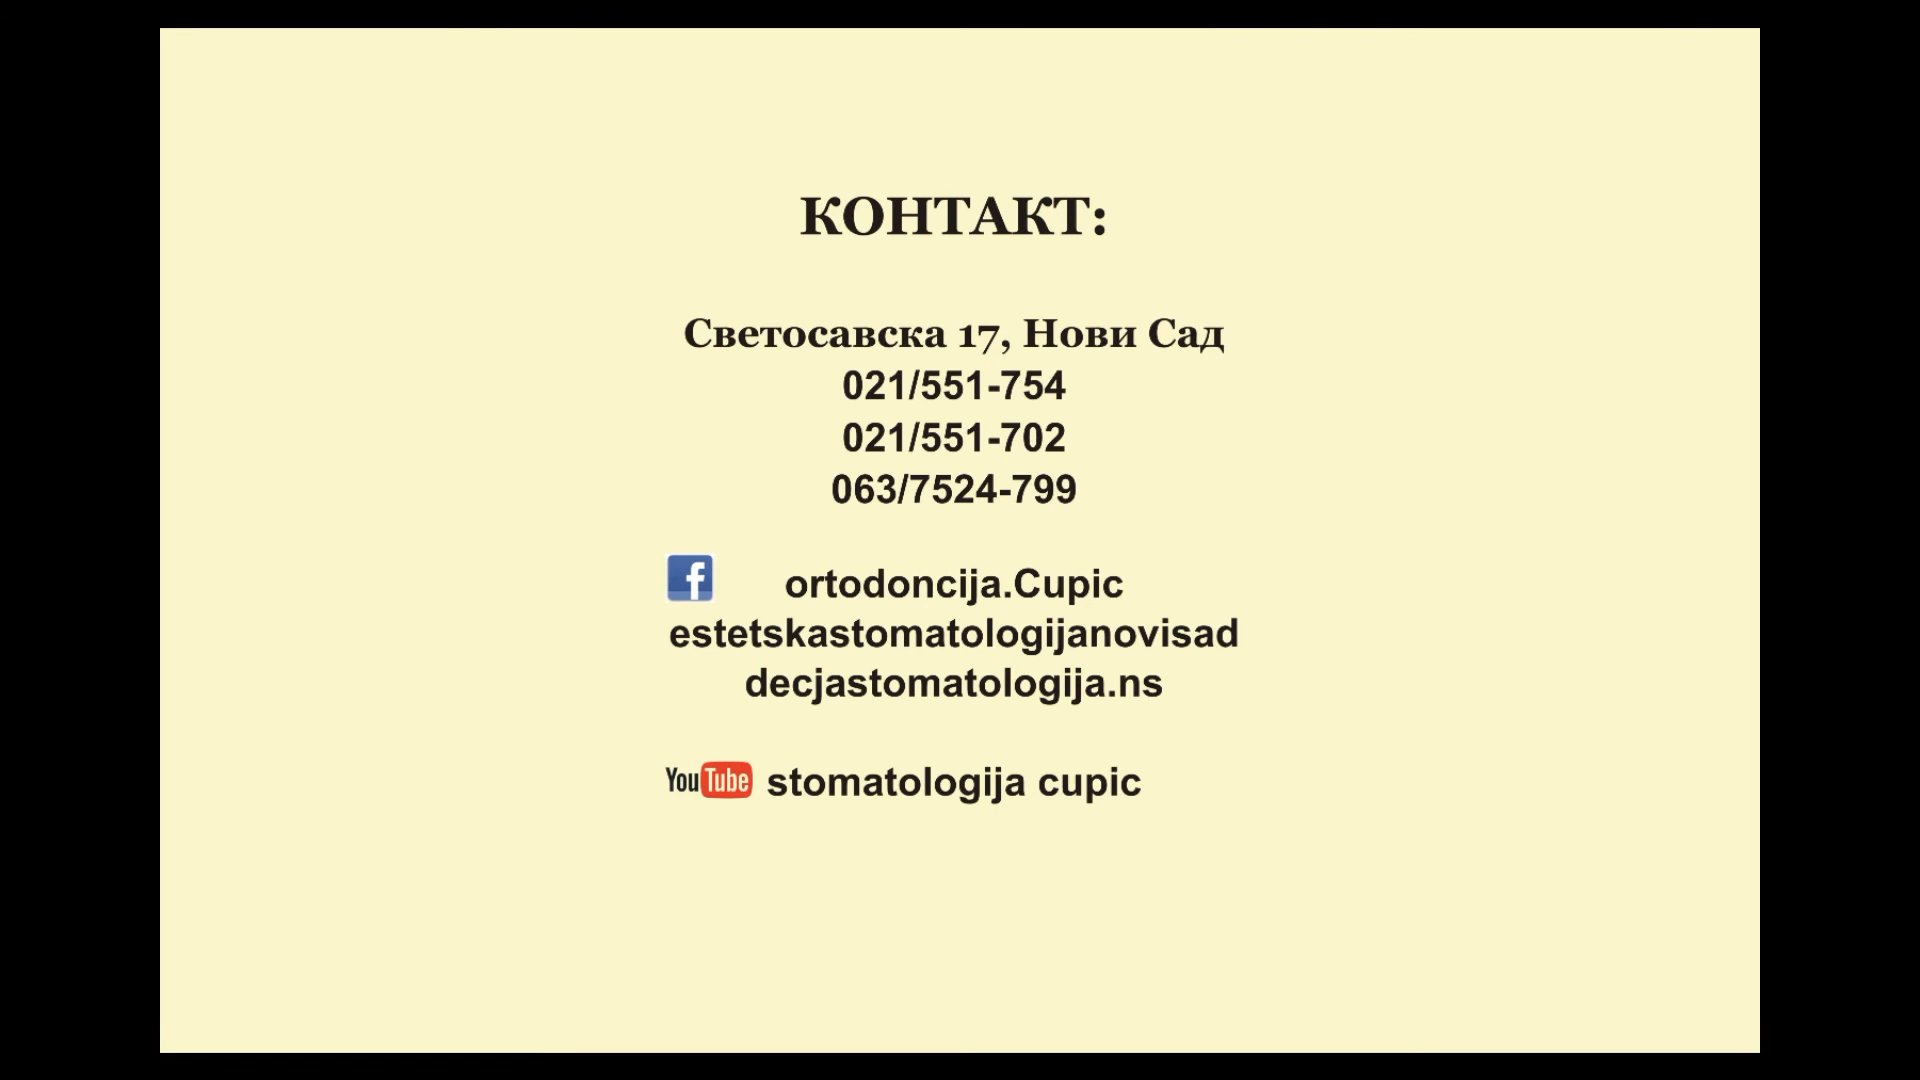 КОНТАКТ:
Светосавска 17, Нови Сад
021/551-754
021/551-702
063/7524-799
f ortodoncija.Cupic
estetskastomatologijanovisad
decjastomatologija.ns
YouTube stomatologija cupic